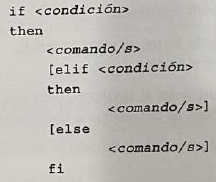 if <condición>
then
<comando/s>
[elif <condición>
then
<comando/s>]
[else
<comando/s>]
fi